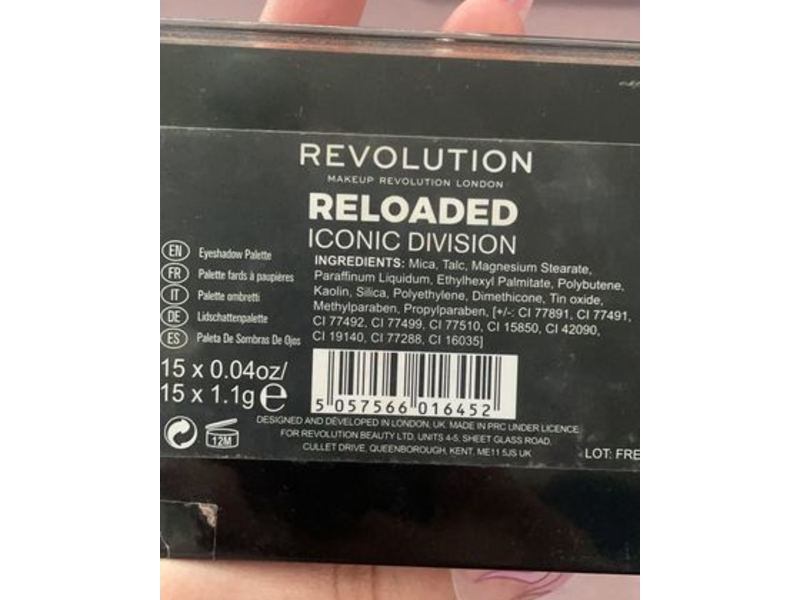 REVOLUTION
MAKEUP REVOLUTION LONDON
RELOADED
ICONIC DIVISION
EN Eyeshadow Palette
FR Palette fards à paupières
IT Palette ombretti
DE Lidschattenpalette
ES Paleta De Sombras De Ojos
INGREDIENTS: Mica, Talc, Magnesium Stearate,
Paraffinum Liquidum, Ethylhexyl Palmitate, Polybutene,
Kaolin, Silica, Polyethylene, Dimethicone, Tin oxide,
Methylparaben, Propylparaben, [+/-: CI 77891, CI 77491,
CI 77492, CI 77499, CI 77510, CI 15850, CI 42090,
CI 19140, CI 77288, CI 16035]
15 x 0.04oz/
15 x 1.1g e
5 057566 016452
12M
DESIGNED AND DEVELOPED IN LONDON, UK. MADE IN PRC UNDER LICENCE
FOR REVOLUTION BEAUTY LTD, UNITS 4-5, SHEET GLASS ROAD,
CULLET DRIVE, QUEENBOROUGH, KENT, ME11 5JS UK
LOT: FRE